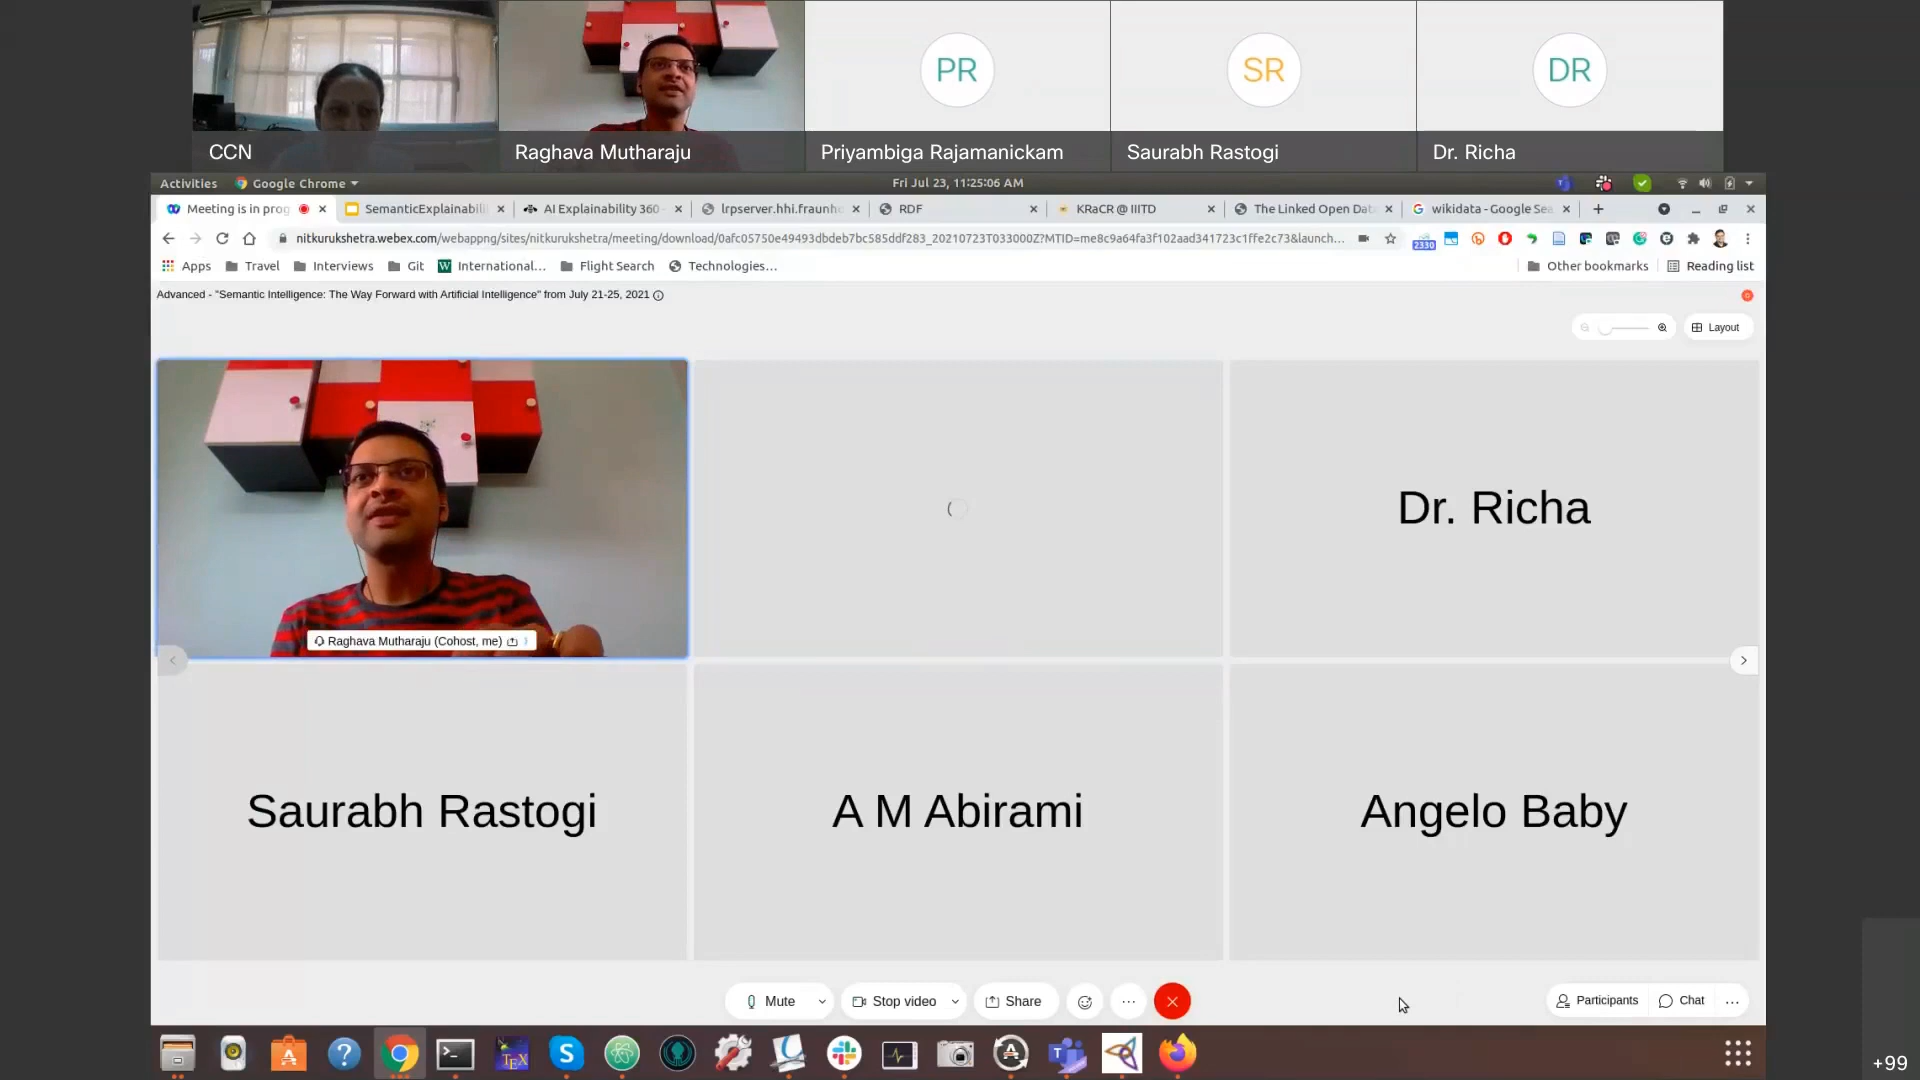 PR
SR
DR
CCN
Raghava Mutharaju
Priyambiga Rajamanickam
Saurabh Rastogi
Dr. Richa
Activities
Google Chrome
Fri Jul 23, 11:25:06 AM
Meeting is in prog
SemanticExplainabili
AI Explainability 360
lrpserver.hhi.fraunh
RDF
KRaCR @ IIITD
The Linked Open Dat
wikidata - Google Sea
nitkurukshetra.webex.com/webappng/sites/nitkurukshetra/meeting/download/0afc05750e49493dbdeb7bc585ddf283_20210723T033000Z?MTID=me8c9a64fa3f102aad341723c1ffe2c73&launch...
2330
Apps
Travel
Interviews
Git
International...
Flight Search
Technologies...
Other bookmarks
Reading list
Advanced - "Semantic Intelligence: The Way Forward with Artificial Intelligence" from July 21-25, 2021
Layout
Raghava Mutharaju (Cohost, me)
Dr. Richa
Saurabh Rastogi
A M Abirami
Angelo Baby
Mute
Stop video
Share
Participants
Chat
TEX
+99